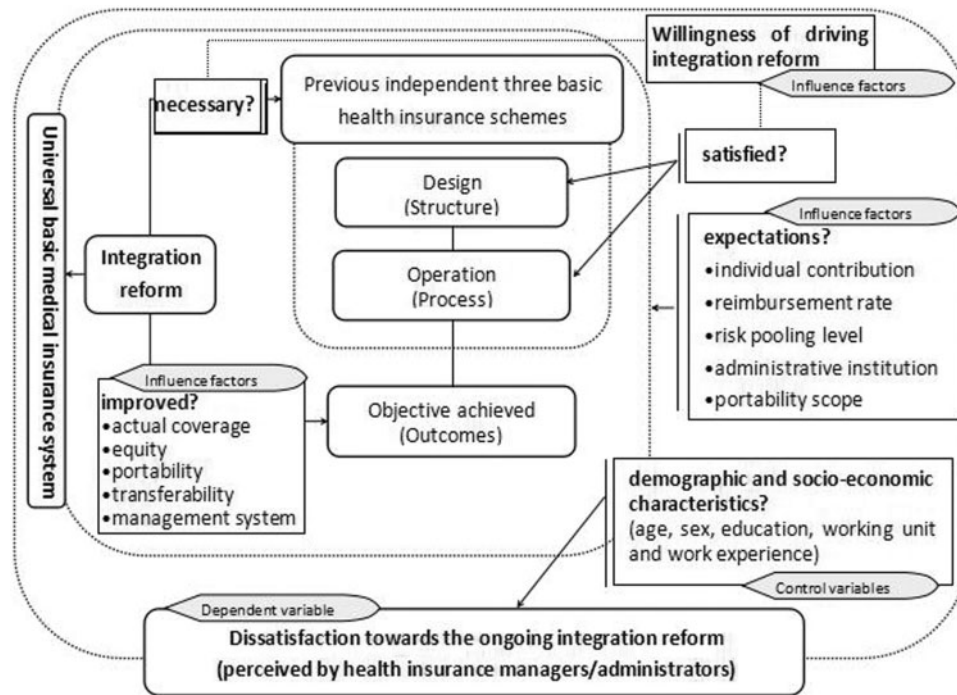 Willingness of driving
integration reform
Influence factors
necessary?
Previous independent three basic
health insurance schemes
satisfied?
Design
(Structure)
Influence factors
expectations?
•individual contribution
•reimbursement rate
•risk pooling level
•administrative institution
•portability scope
Universal basic medical insurance system
Integration
reform
Operation
(Process)
Influence factors
improved?
•actual coverage
•equity
•portability
•transferability
•management system
Objective achieved
(Outcomes)
demographic and socio-economic
characteristics?
(age, sex, education, working unit
and work experience)
Control variables
Dependent variable
Dissatisfaction towards the ongoing integration reform
(perceived by health insurance managers/administrators)